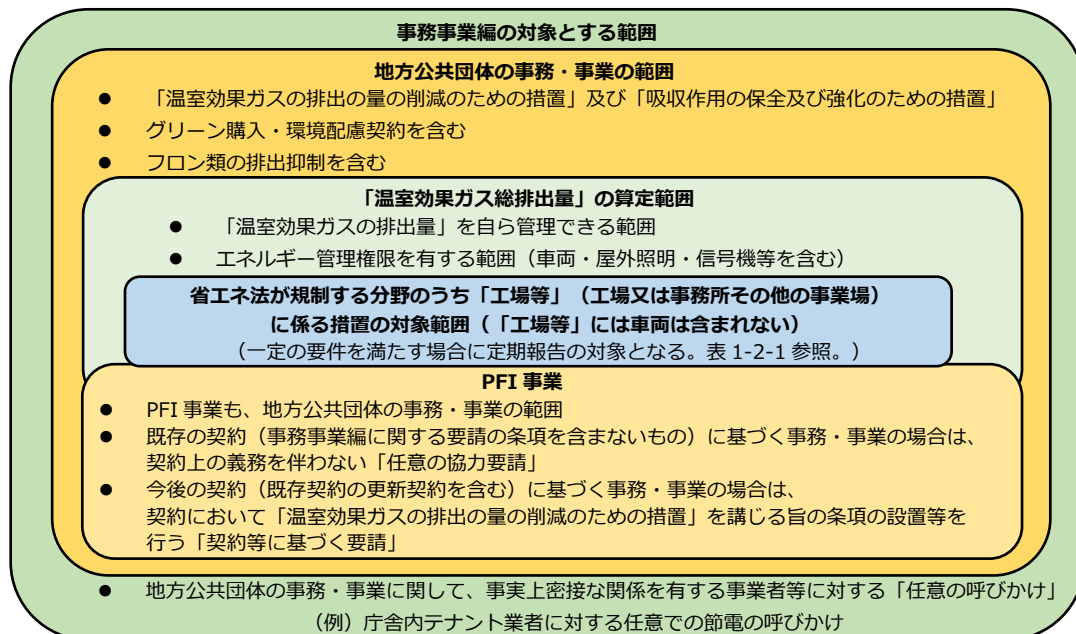 事務事業編の対象とする範囲
地方公共団体の事務・事業の範囲
● 「温室効果ガスの排出の量の削減のための措置」及び「吸収作用の保全及び強化のための措置」
● グリーン購入・環境配慮契約を含む
● フロン類の排出抑制を含む
「温室効果ガス総排出量」の算定範囲
● 「温室効果ガスの排出量」を自ら管理できる範囲
● エネルギー管理権限を有する範囲（車両・屋外照明・信号機等を含む）
省エネ法が規制する分野のうち「工場等」（工場又は事務所その他の事業場）
に係る措置の対象範囲（「工場等」には車両は含まれない）
（一定の要件を満たす場合に定期報告の対象となる。表 1-2-1 参照。）
PFI 事業
● PFI 事業も、地方公共団体の事務・事業の範囲
● 既存の契約（事務事業編に関する要請の条項を含まないもの）に基づく事務・事業の場合は、
契約上の義務を伴わない「任意の協力要請」
● 今後の契約（既存契約の更新契約を含む）に基づく事務・事業の場合は、
契約において「温室効果ガスの排出の量の削減のための措置」を講じる旨の条項の設置等を
行う「契約等に基づく要請」
● 地方公共団体の事務・事業に関して、事実上密接な関係を有する事業者等に対する「任意の呼びかけ」
（例）庁舎内テナント業者に対する任意での節電の呼びかけ